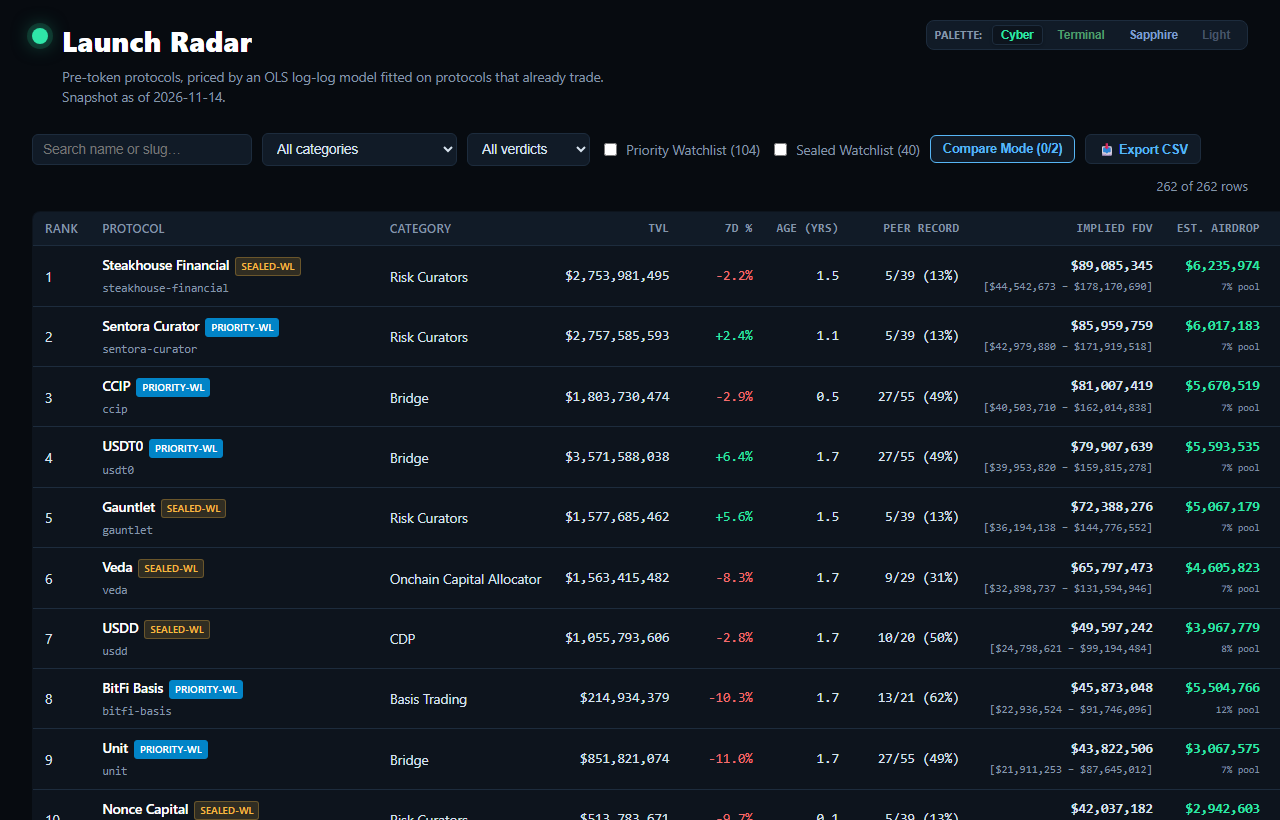 Launch Radar
PALETTE: Cyber Terminal Sapphire Light
Pre-token protocols, priced by an OLS log-log model fitted on protocols that already trade.
Snapshot as of 2026-11-14.
Search name or slug… All categories All verdicts Priority Watchlist (104) Sealed Watchlist (40) Compare Mode (0/2) Export CSV
262 of 262 rows
RANK PROTOCOL CATEGORY TVL 7D % AGE (YRS) PEER RECORD IMPLIED FDV EST. AIRDROP
1 Steakhouse Financial SEALED-WL Risk Curators $2,753,981,495 -2.2% 1.5 5/39 (13%) $89,085,345 $6,235,974
steakhouse-financial [$44,542,673 – $178,170,690] 7% pool
2 Sentora Curator PRIORITY-WL Risk Curators $2,757,585,593 +2.4% 1.1 5/39 (13%) $85,959,759 $6,017,183
sentora-curator [$42,979,880 – $171,919,518] 7% pool
3 CCIP PRIORITY-WL Bridge $1,803,730,474 -2.9% 0.5 27/55 (49%) $81,007,419 $5,670,519
ccip [$40,503,710 – $162,014,838] 7% pool
4 USDT0 PRIORITY-WL Bridge $3,571,588,038 +6.4% 1.7 27/55 (49%) $79,907,639 $5,593,535
usdt0 [$39,953,820 – $159,815,278] 7% pool
5 Gauntlet SEALED-WL Risk Curators $1,577,685,462 +5.6% 1.5 5/39 (13%) $72,388,276 $5,067,179
gauntlet [$36,194,138 – $144,776,552] 7% pool
6 Veda SEALED-WL Onchain Capital Allocator $1,563,415,482 -8.3% 1.7 9/29 (31%) $65,797,473 $4,605,823
veda [$32,898,737 – $131,594,946] 7% pool
7 USDD SEALED-WL CDP $1,055,793,606 -2.8% 1.7 10/20 (50%) $49,597,242 $3,967,779
usdd [$24,798,621 – $99,194,484] 8% pool
8 BitFi Basis PRIORITY-WL Basis Trading $214,934,379 -10.3% 1.7 13/21 (62%) $45,873,048 $5,504,766
bitfi-basis [$22,936,524 – $91,746,096] 12% pool
9 Unit PRIORITY-WL Bridge $851,821,074 -11.0% 1.7 27/55 (49%) $43,822,506 $3,067,575
unit [$21,911,253 – $87,645,012] 7% pool
10 Nonce Capital SEALED-WL Risk Curators $513,783,671 -9.7% 0.1 5/39 (13%) $42,037,182 $2,942,603